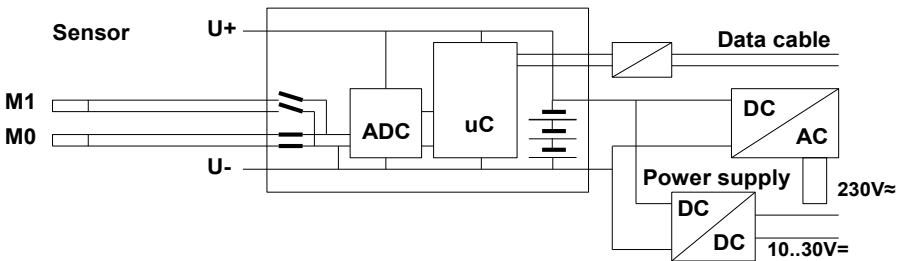 Sensor
U+
Data cable
M1
M0
ADC
uC
DC
AC
U-
Power supply
230V≈
DC
DC
10..30V=